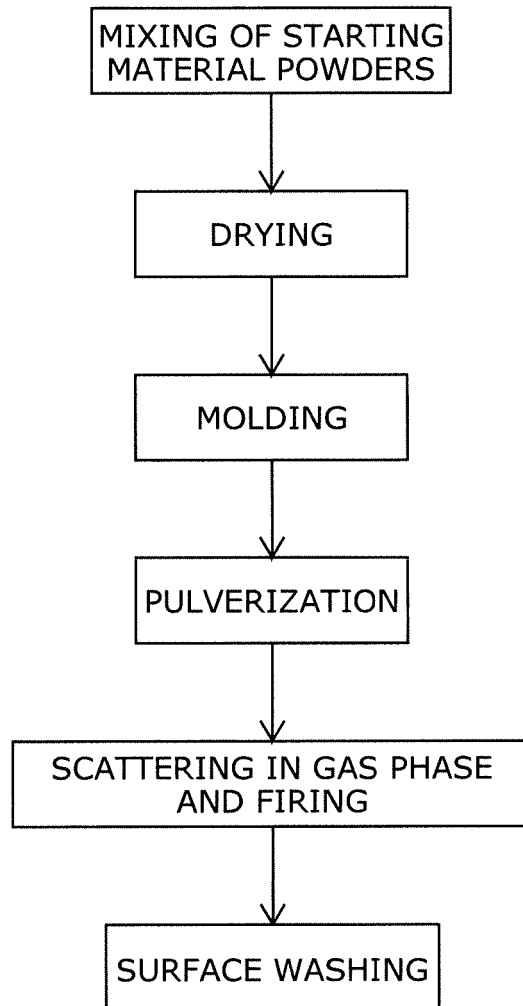 MIXING OF STARTING
MATERIAL POWDERS
DRYING
MOLDING
PULVERIZATION
SCATTERING IN GAS PHASE
AND FIRING
SURFACE WASHING